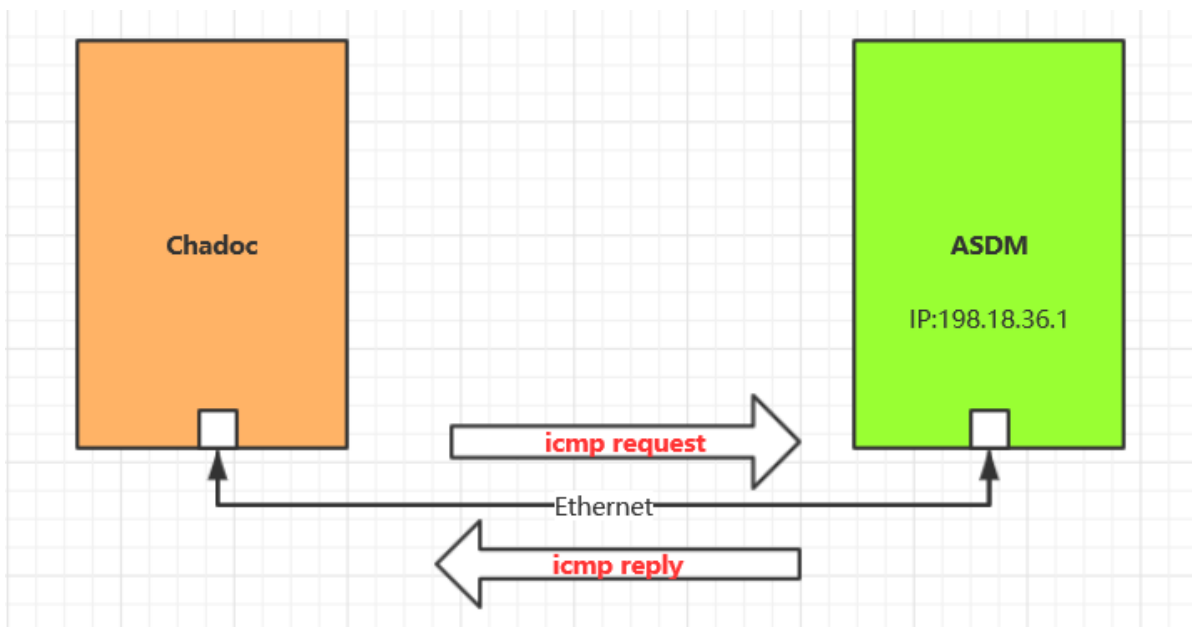 Chadoc
ASDM
IP:198.18.36.1
icmp request
Ethernet
icmp reply